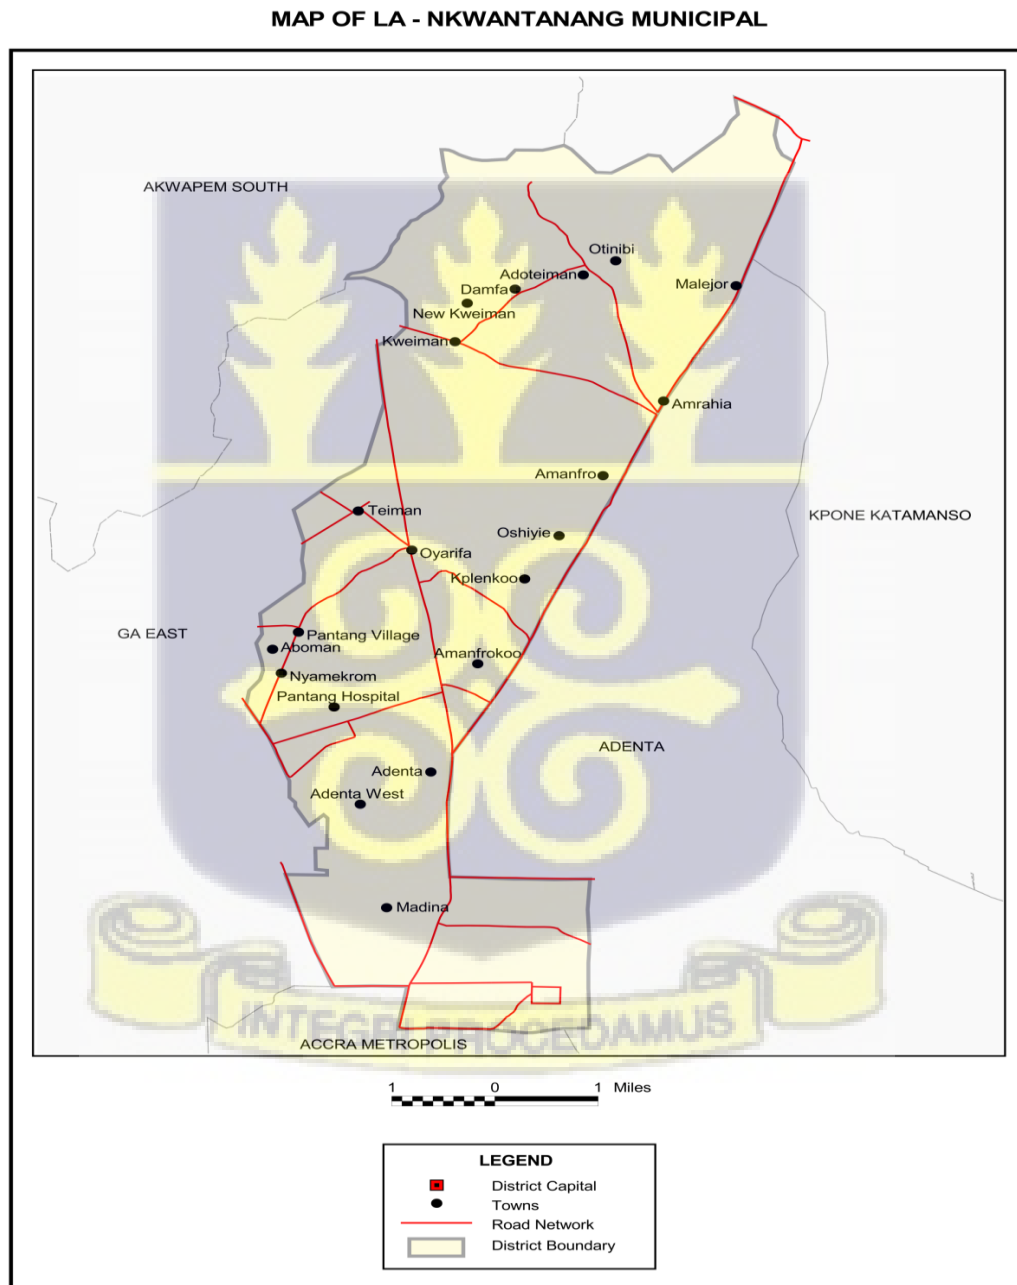 MAP OF LA - NKWANTANANG MUNICIPAL
AKWAPEM SOUTH
Otinibi
Adoteiman
Malejor
Damfa
New Kweiman
Kweiman
Amrahia
Amanfro
Teiman
KPONE KATAMANSO
Oshiyie
Oyarifa
Kplenkoo
GA EAST
Pantang Village
Aboman
Amanfrokoo
Nyamekrom
Pantang Hospital
ADENTA
Adenta
Adenta West
Madina
INTEGRI PROCEDAMUS
ACCRA METROPOLIS
1 0 1 Miles
LEGEND
District Capital
Towns
Road Network
District Boundary